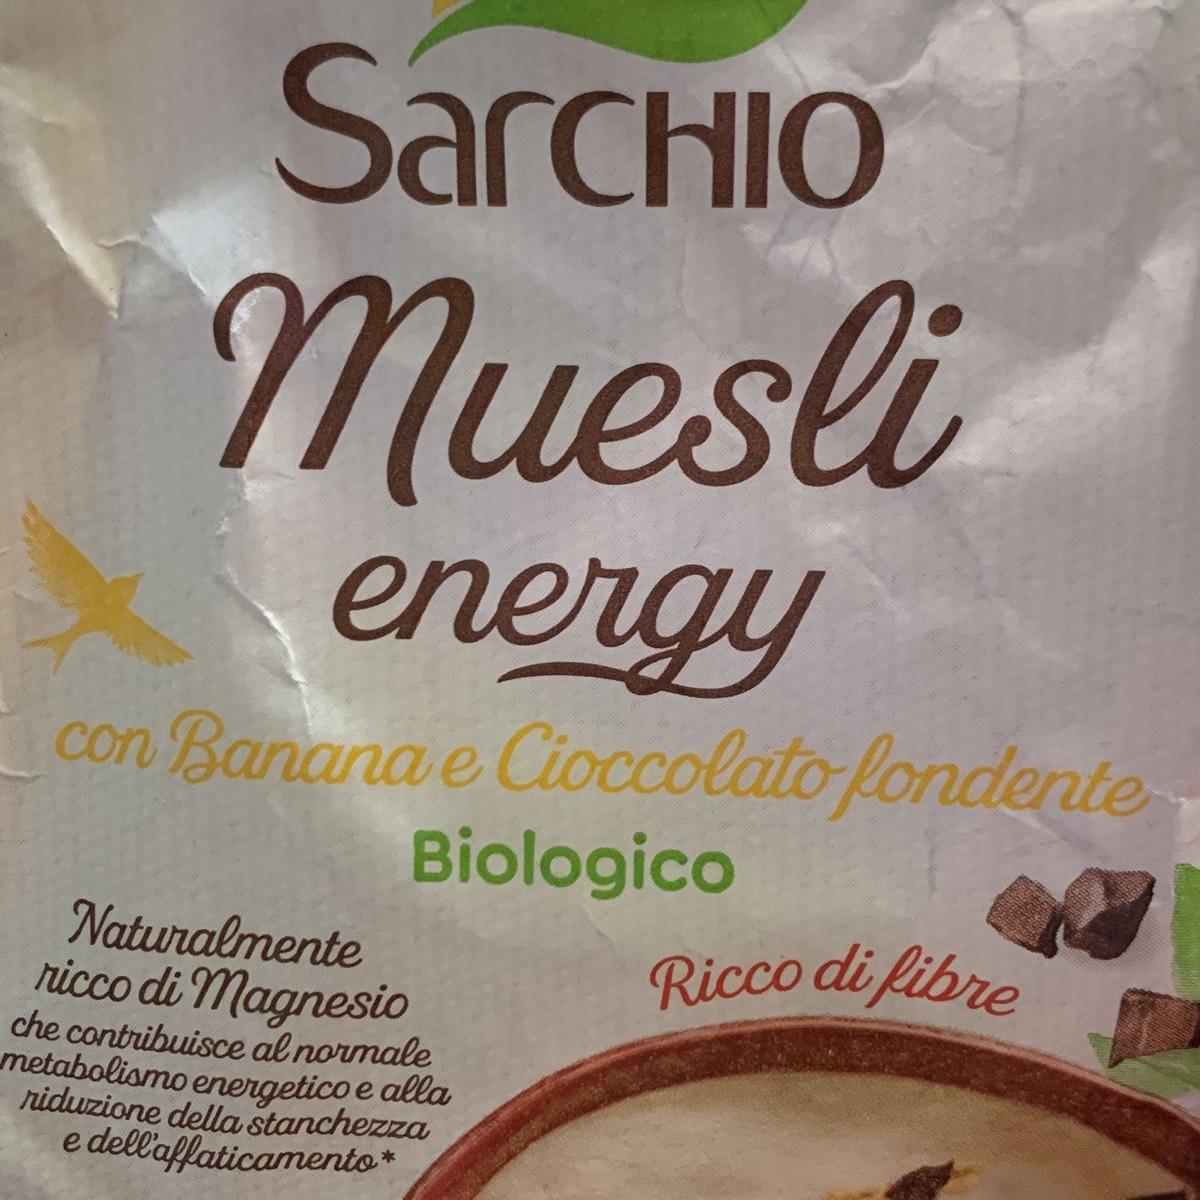 Sarchio
Muesli
energy
con Banana e Cioccolato fondente
Biologico
Naturalmente
ricco di Magnesio
che contribuisce al normale
metabolismo energetico e alla
riduzione della stanchezza
e dell'affaticamento*
Ricco di fibre